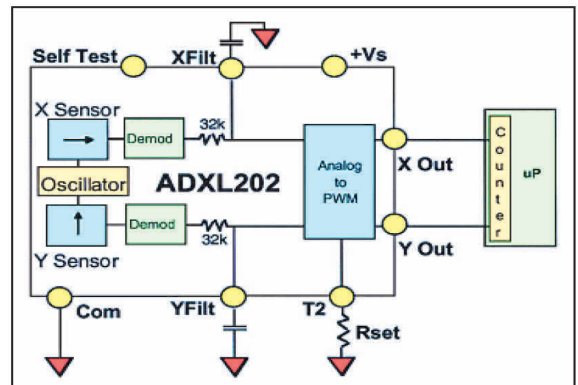 Self Test
XFilt
+Vs
X Sensor
32k
Demod
X Out
Counter
uP
Oscillator
ADXL202
Analog
to
PWM
Demod
32k
Y Out
Y Sensor
Com
YFilt
T2
Rset